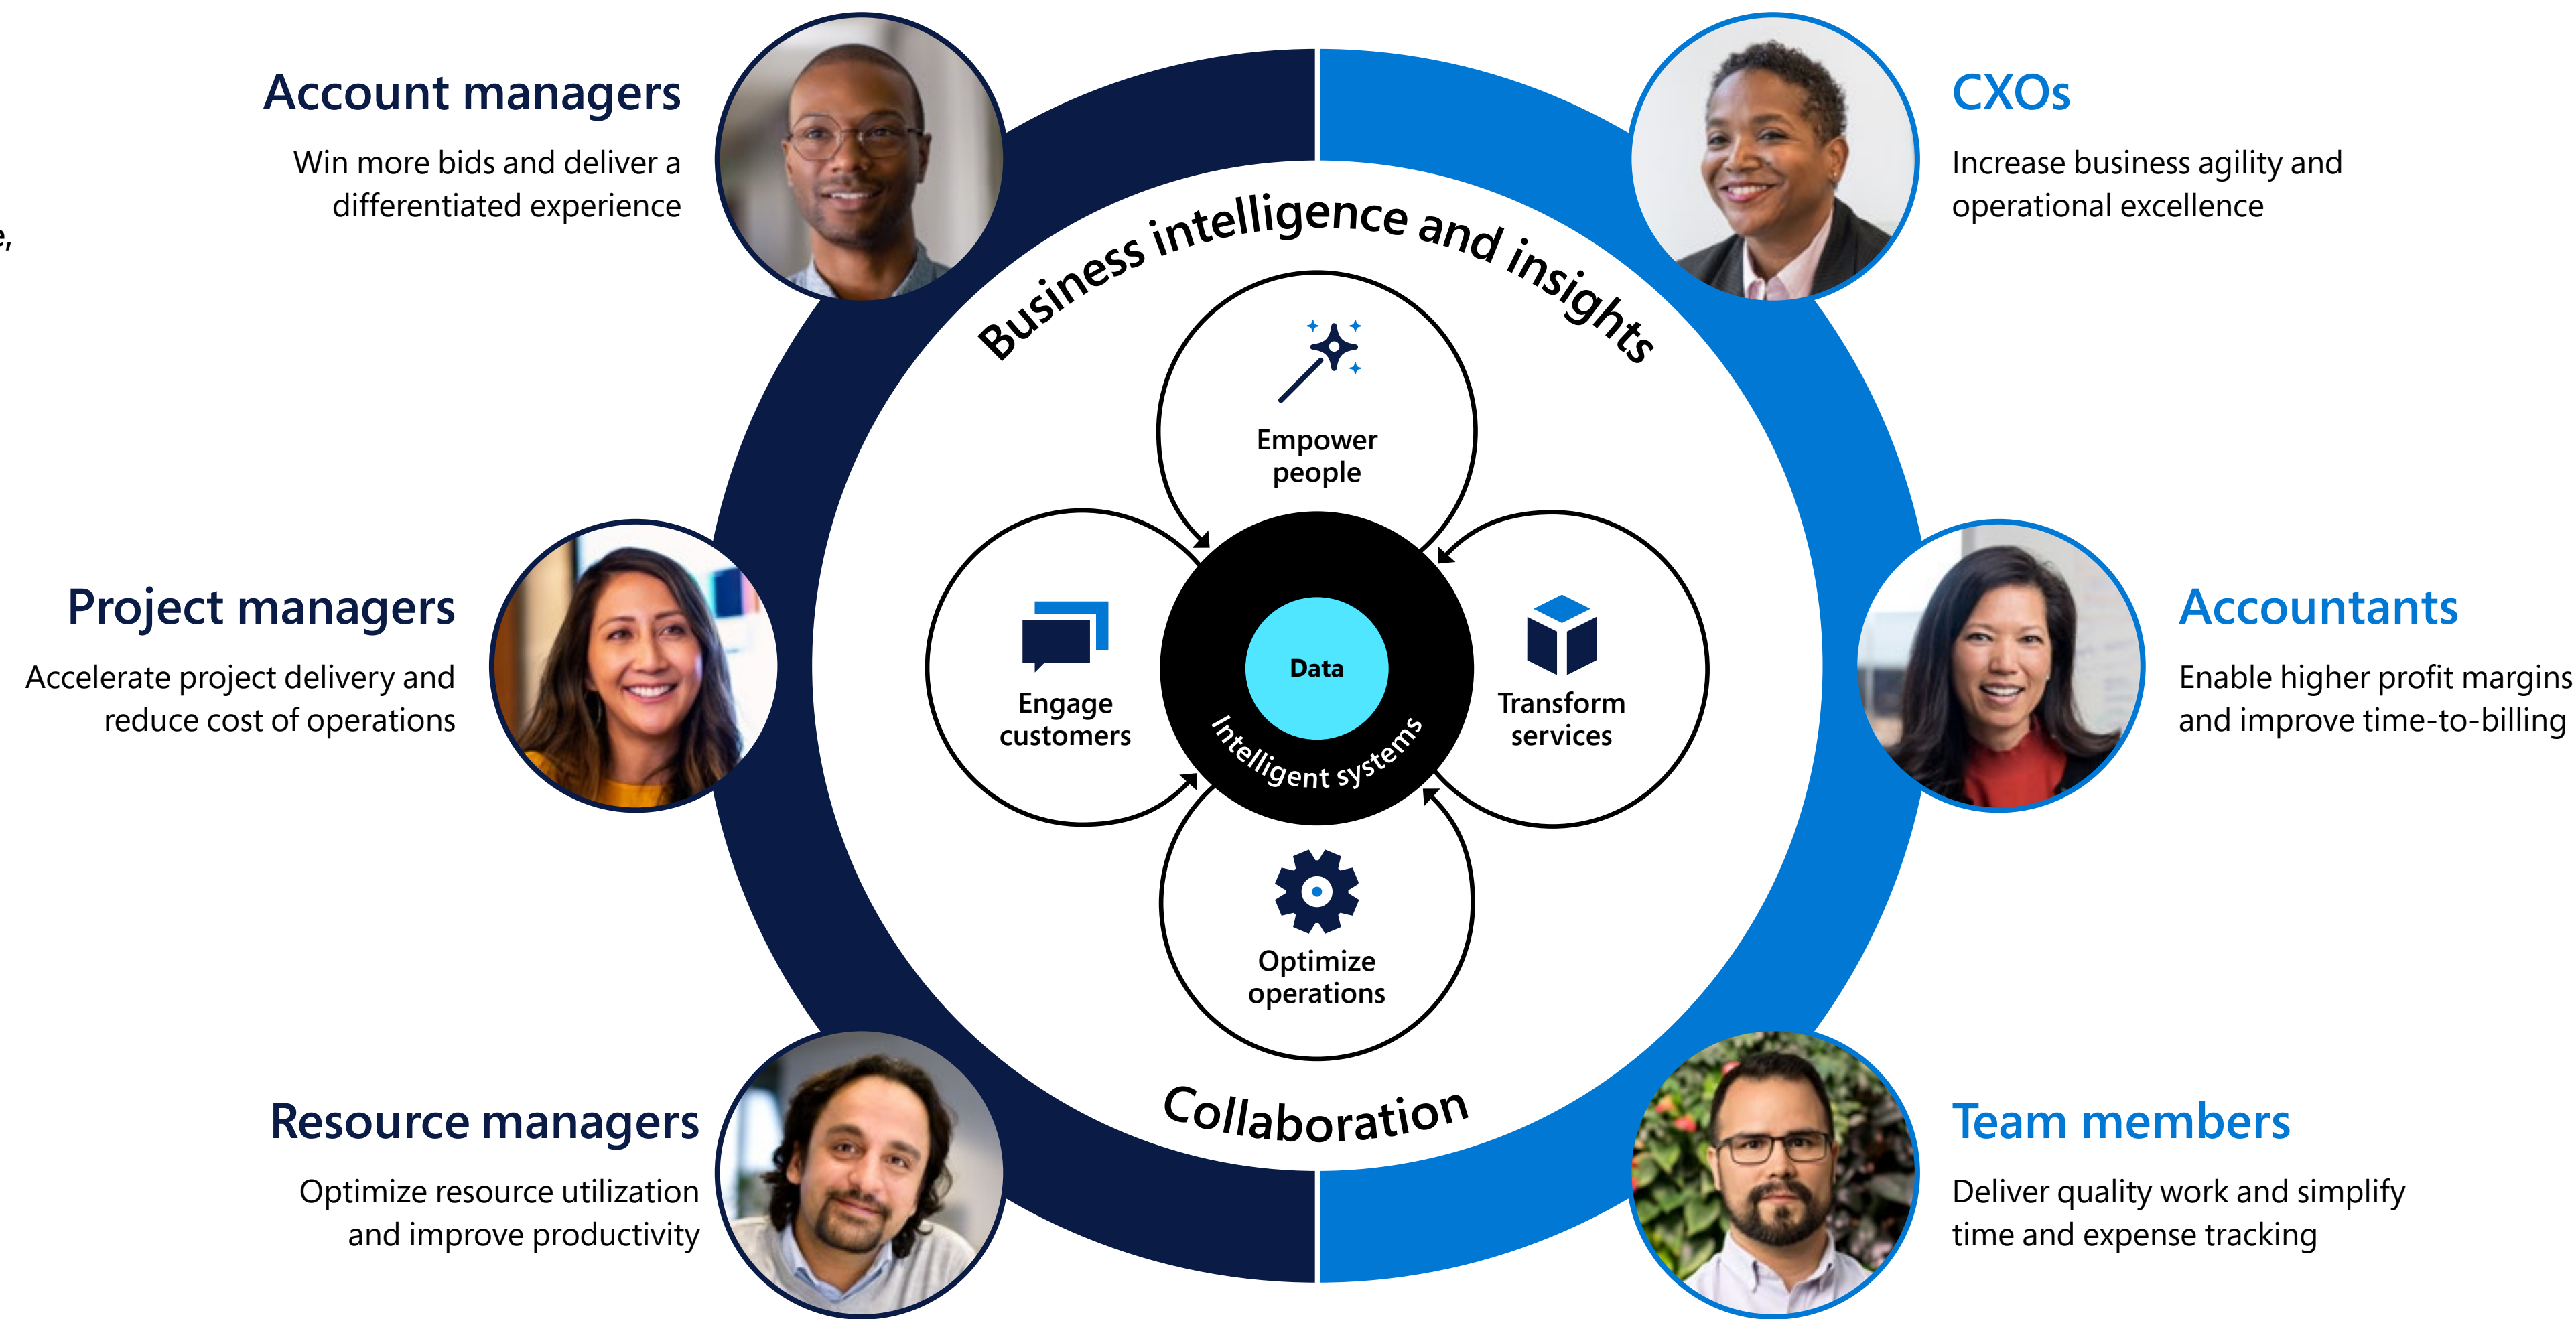 Account managers
Win more bids and deliver a
differentiated experience
e,
Project managers
Accelerate project delivery and
reduce cost of operations
Resource managers
Optimize resource utilization
and improve productivity
Business intelligence and insights
Empower
people
Engage
customers
Data
Intelligent systems
Transform
services
Optimize
operations
Collaboration
CXOs
Increase business agility and
operational excellence
Accountants
Enable higher profit margins
and improve time-to-billing
Team members
Deliver quality work and simplify
time and expense tracking